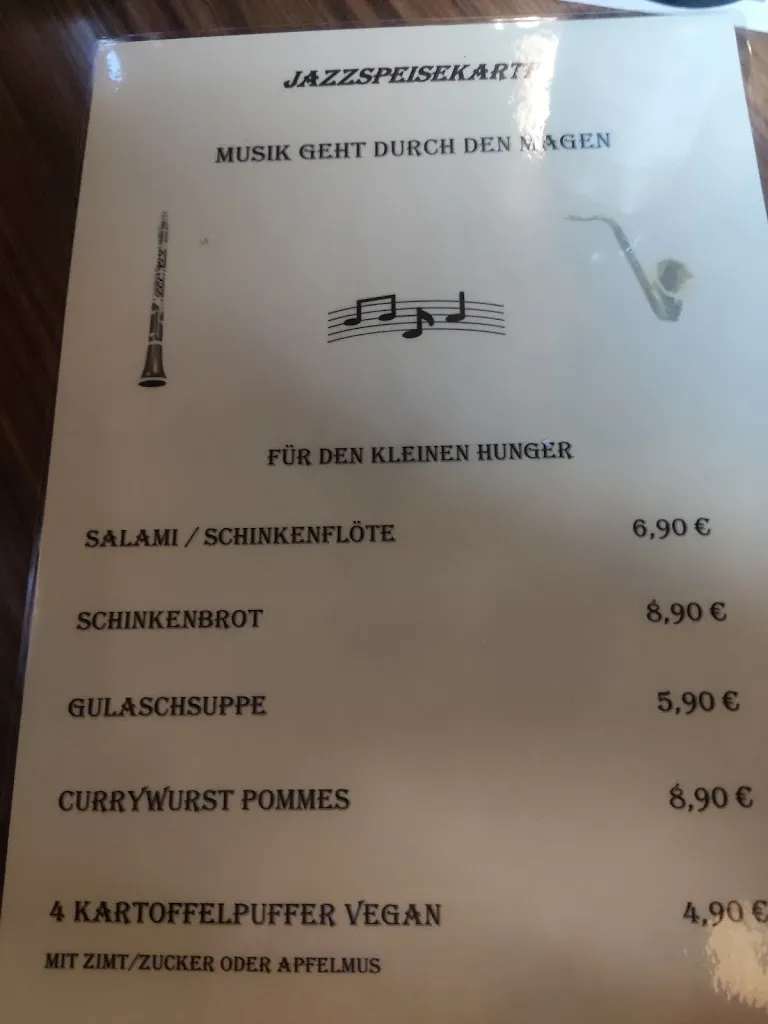 JAZZSPEISEKARTE
MUSIK GEHT DURCH DEN MAGEN
FÜR DEN KLEINEN HUNGER
SALAMI / SCHINKENFLÖTE 6,90 €
SCHINKENBROT 8,90 €
GULASCHSUPPE 5,90 €
CURRYWURST POMMES 8,90 €
4 KARTOFFELPUFFER VEGAN 4,90 €
MIT ZIMT/ZUCKER ODER APFELMUS